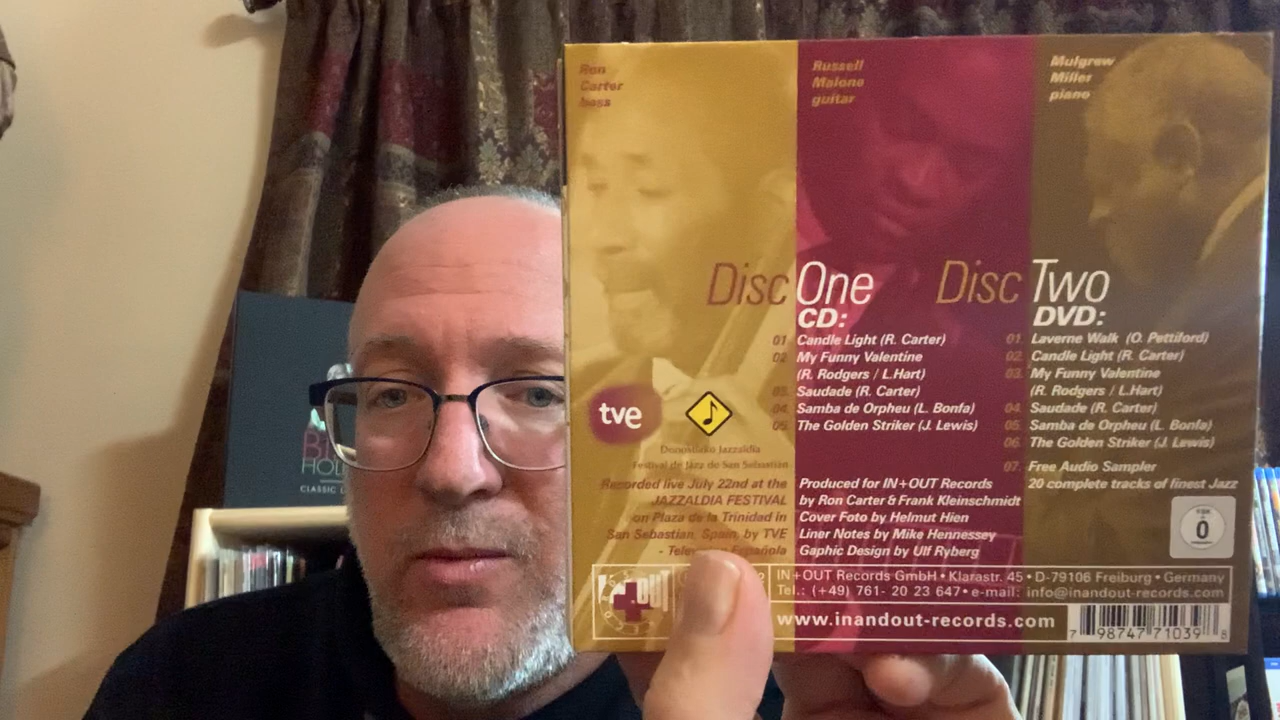 Ron
Carter
bass
Russell
Malone
guitar
Mulgrew
Miller
piano
Disc One
CD:
01 Candle Light (R. Carter)
02 My Funny Valentine
(R. Rodgers / L.Hart)
03. Saudade (R. Carter)
04. Samba de Orpheu (L. Bonfa)
05. The Golden Striker (J. Lewis)
Disc Two
DVD:
01. Laverne Walk (O. Pettiford)
02. Candle Light (R. Carter)
03. My Funny Valentine
(R. Rodgers / L.Hart)
04. Saudade (R. Carter)
05. Samba de Orpheu (L. Bonfa)
06. The Golden Striker (J. Lewis)
07. Free Audio Sampler
20 complete tracks of finest Jazz
tve
Donostiako Jazzaldia
Festival de Jazz de San Sebastián
Recorded live July 22nd at the
JAZZALDIA FESTIVAL
on Plaza de la Trinidad in
San Sebastian, Spain, by TVE
- Española
Produced for IN+OUT Records
by Ron Carter & Frank Kleinschmidt
Cover Foto by Helmut Hien
Liner Notes by Mike Hennessey
Gaphic Design by Ulf Ryberg
0
OUT
IN+OUT Records GmbH • Klarastr. 45 • D-79106 Freiburg • Germany
Tel.: (+49) 761- 20 23 647 • e-mail: info@inandout-records.com
www.inandout-records.com
7 98747 71039 8
CLASSIC